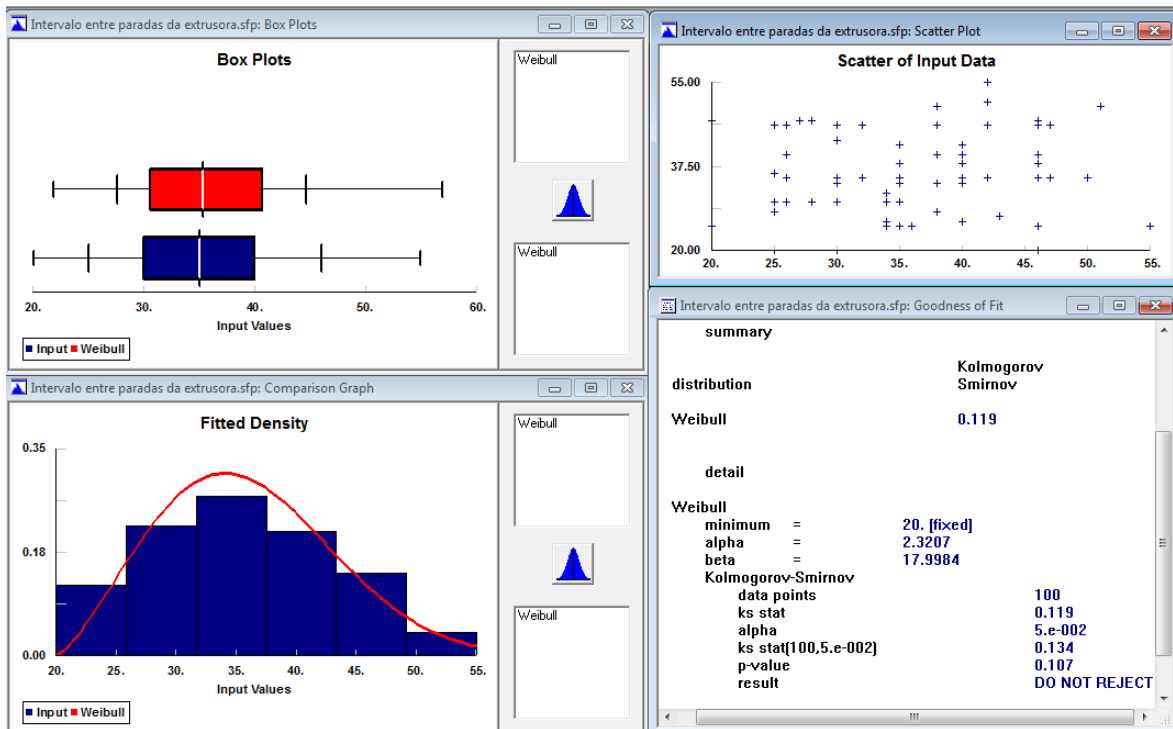 Intervalo entre paradas da extrusora.sfp: Box Plots
Box Plots
20. 30. 40. 50. 60.
Input Values
Input Weibull
Weibull
Weibull
Intervalo entre paradas da extrusora.sfp: Scatter Plot
Scatter of Input Data
55.00
37.50
20.00
20. 25. 30. 35. 40. 45. 50. 55.
Intervalo entre paradas da extrusora.sfp: Comparison Graph
Fitted Density
0.35
0.18
0.00
20. 25. 30. 35. 40. 45. 50. 55.
Input Values
Input Weibull
Weibull
Weibull
Intervalo entre paradas da extrusora.sfp: Goodness of Fit
summary
Kolmogorov
distribution Smirnov
Weibull 0.119
detail
Weibull
minimum = 20. [fixed]
alpha = 2.3207
beta = 17.9984
Kolmogorov-Smirnov
data points 100
ks stat 0.119
alpha 5.e-002
ks stat(100,5.e-002) 0.134
p-value 0.107
result DO NOT REJECT